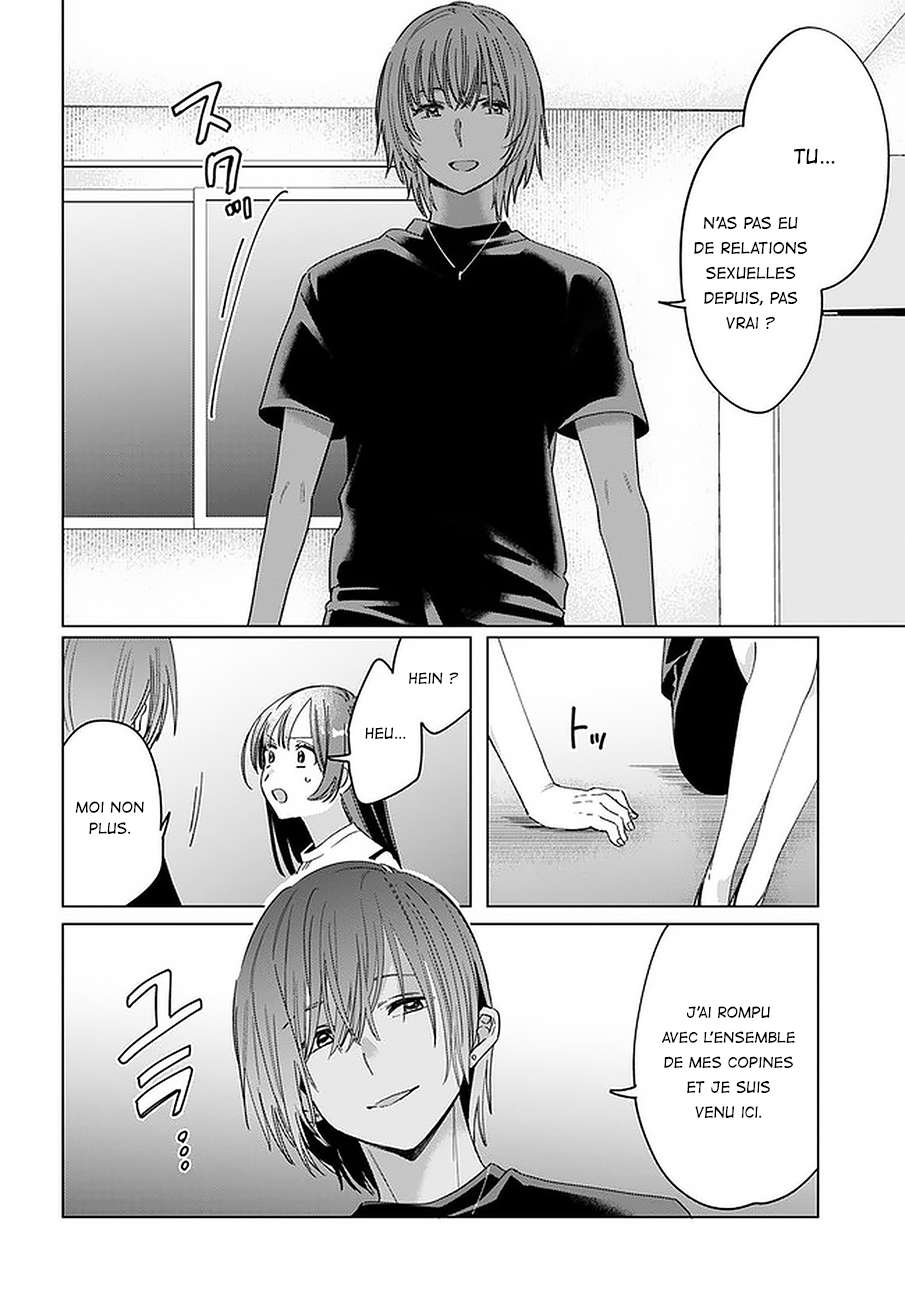 TU...
N'AS PAS EU
DE RELATIONS
SEXUELLES
DEPUIS, PAS
VRAI ?
スクッ
トッ
HEIN ?
HEU...
MOI NON
PLUS.
J'AI ROMPU
AVEC L'ENSEMBLE
DE MES COPINES
ET JE SUIS
VENU ICI.
ユラ...